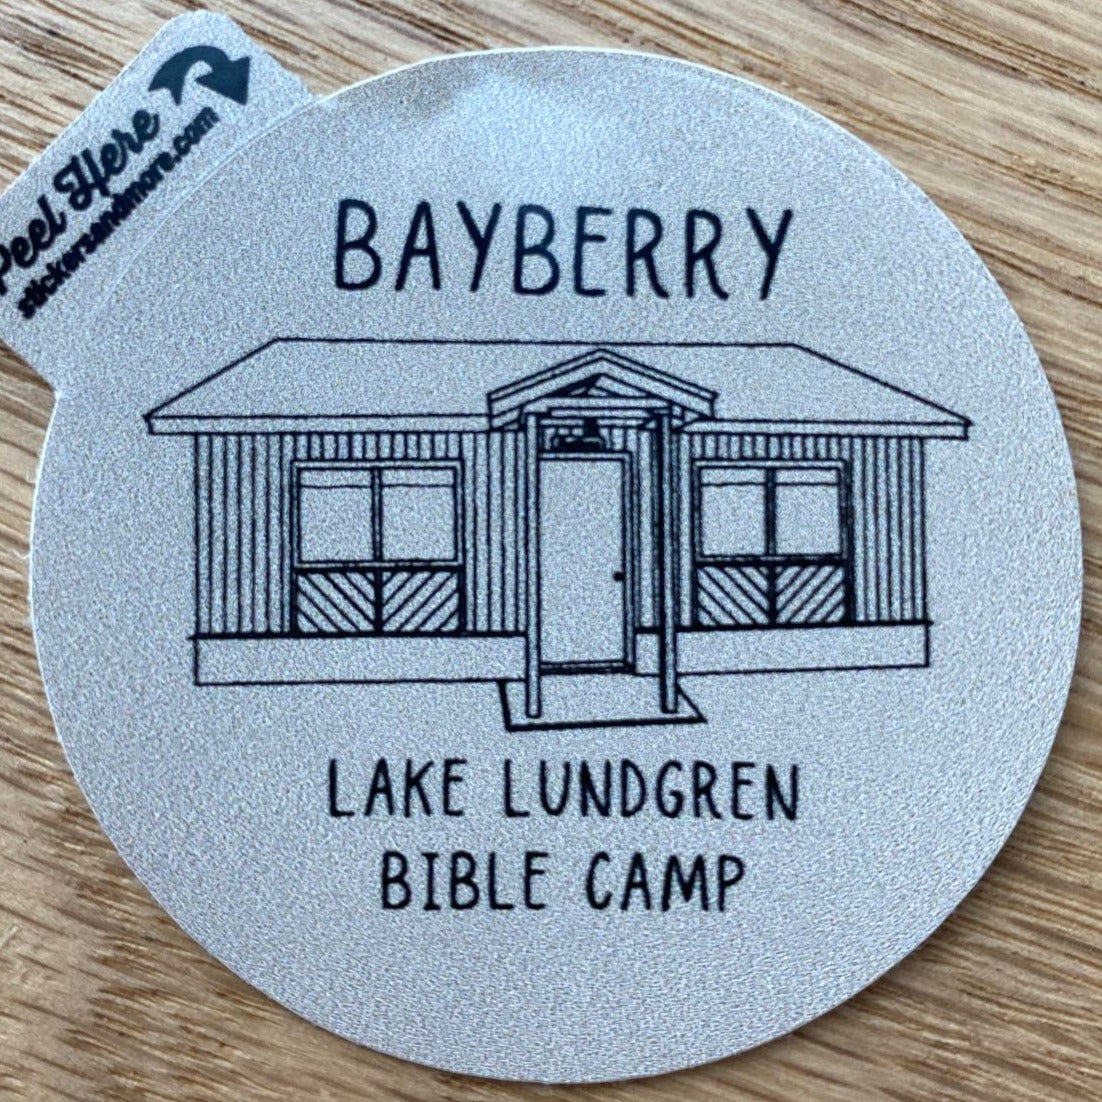 Peel Here
stickersandmore.com
BAYBERRY
LAKE LUNDGREN
BIBLE CAMP